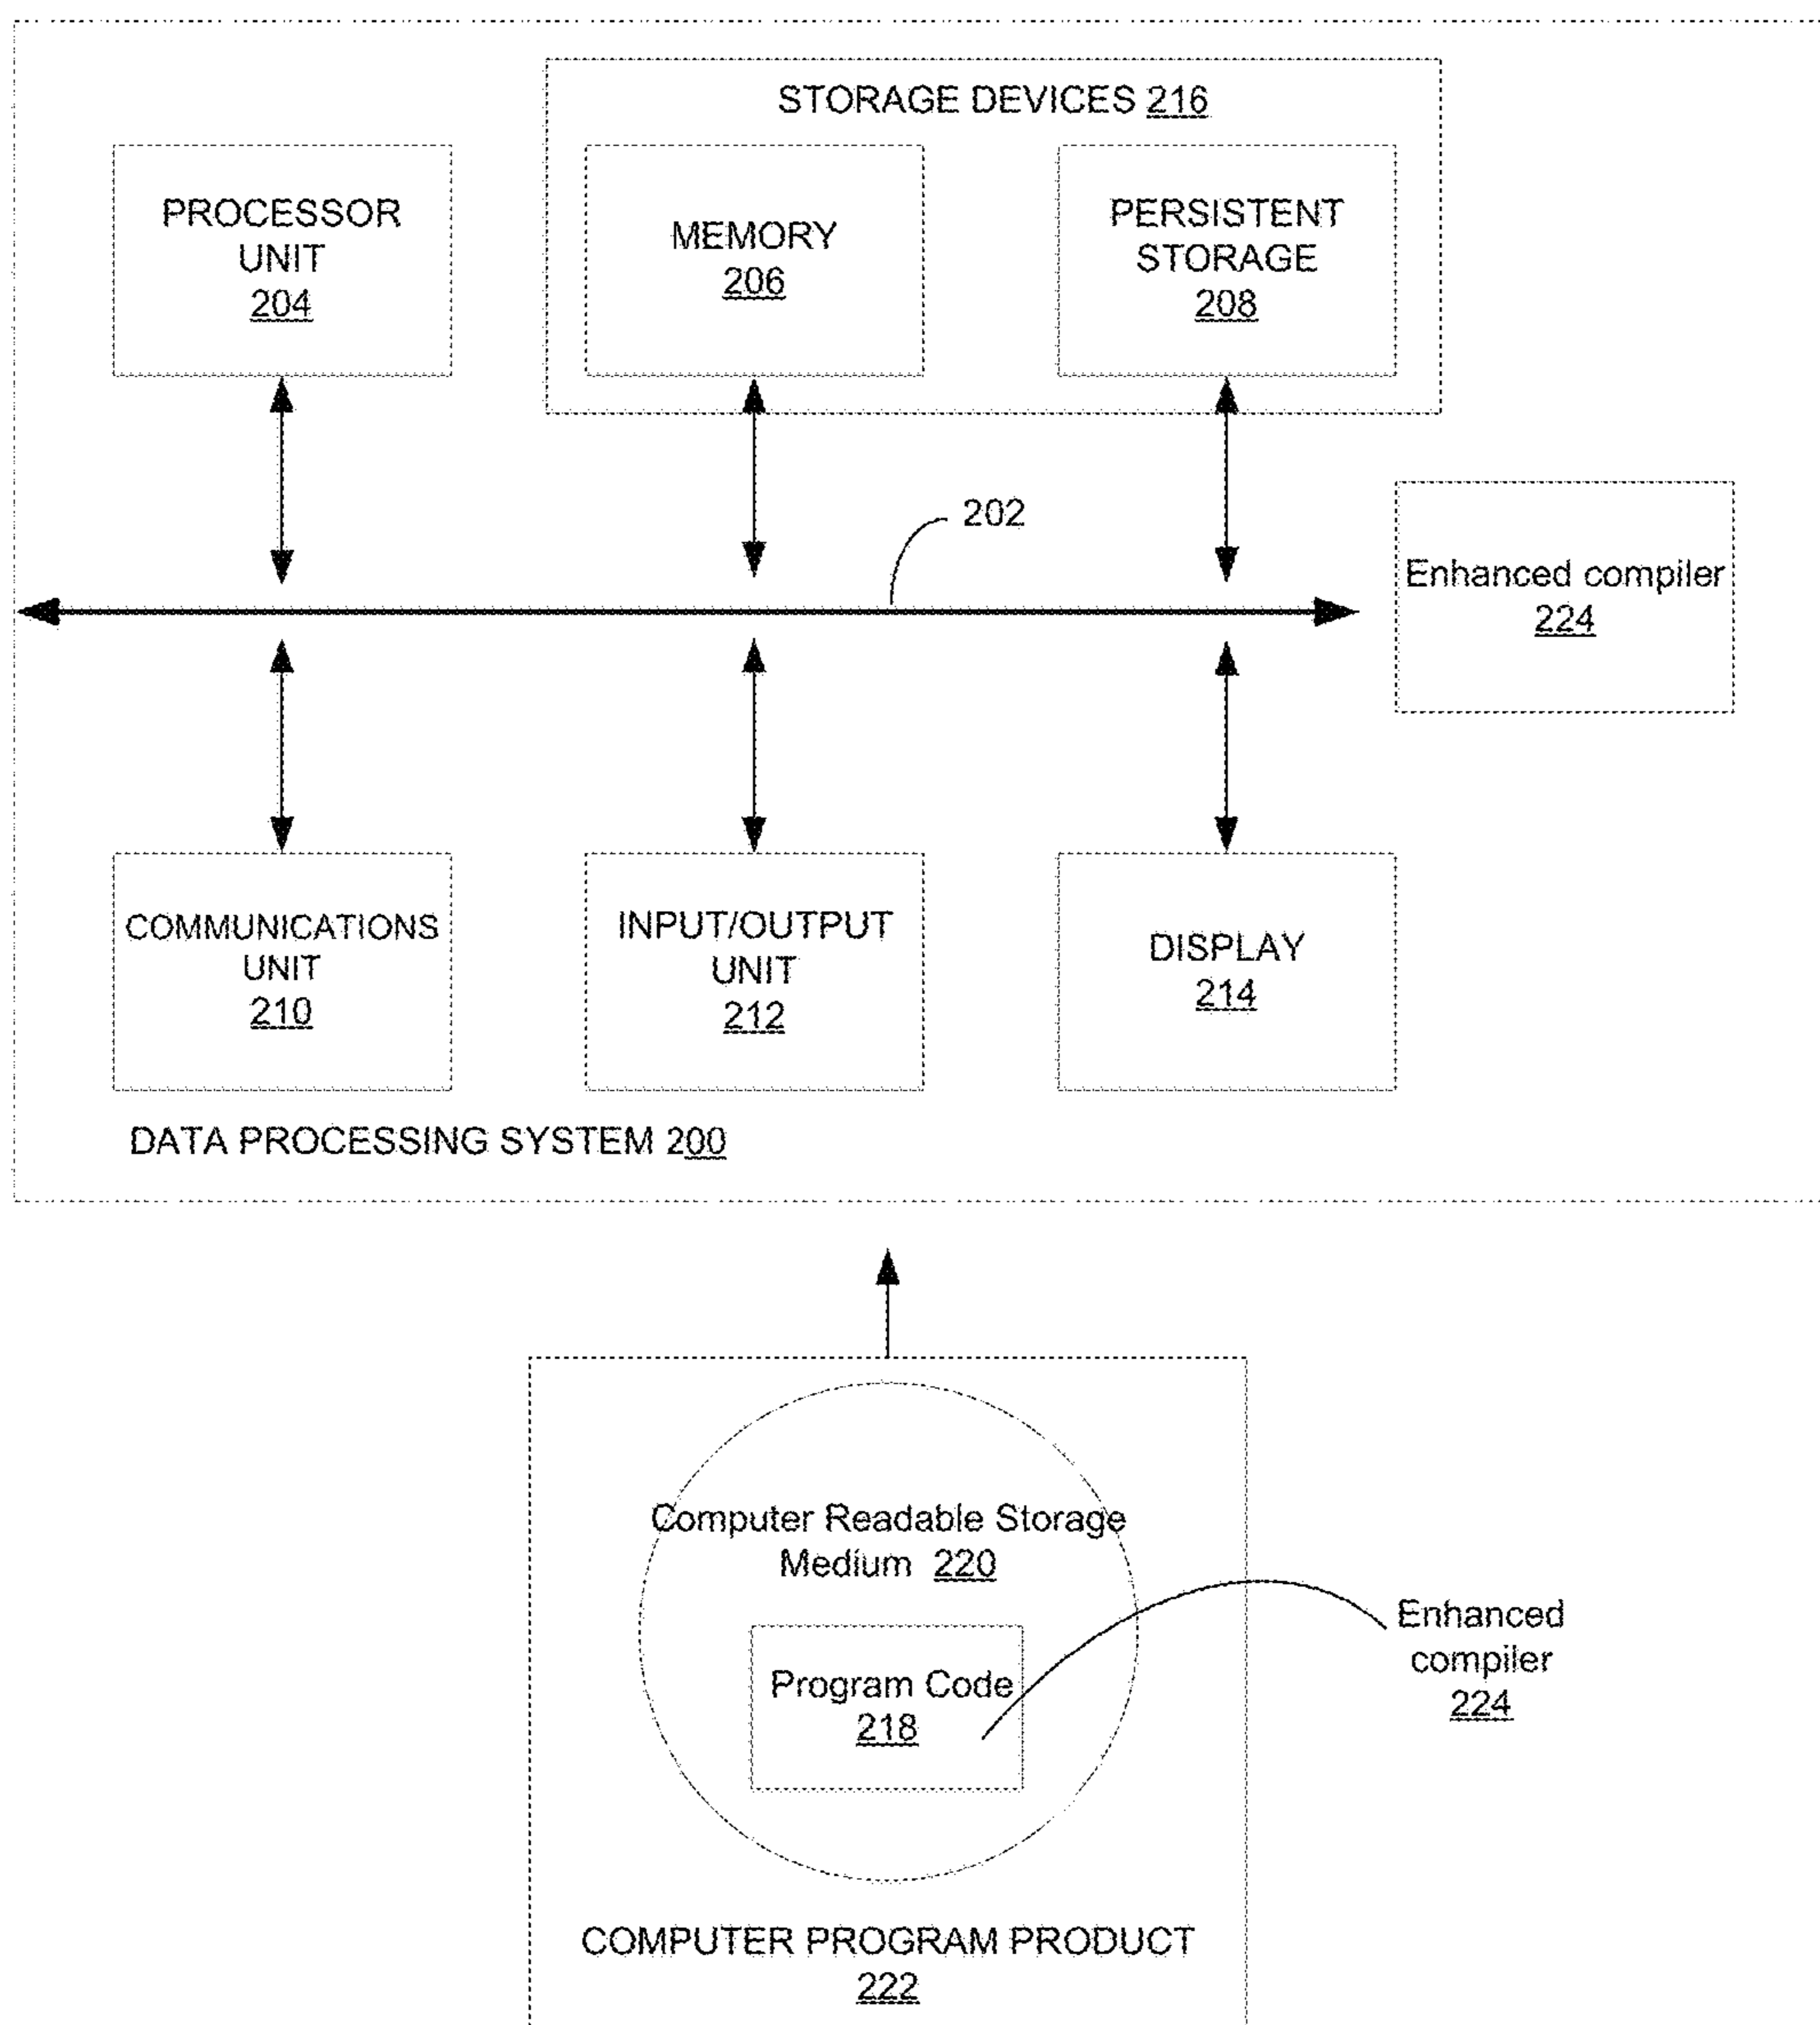 STORAGE DEVICES 216
PROCESSOR
UNIT
204
MEMORY
206
PERSISTENT
STORAGE
208
202
Enhanced compiler
224
COMMUNICATIONS
UNIT
210
INPUT/OUTPUT
UNIT
212
DISPLAY
214
DATA PROCESSING SYSTEM 200
Computer Readable Storage
Medium 220
Program Code
218
Enhanced
compiler
224
COMPUTER PROGRAM PRODUCT
222